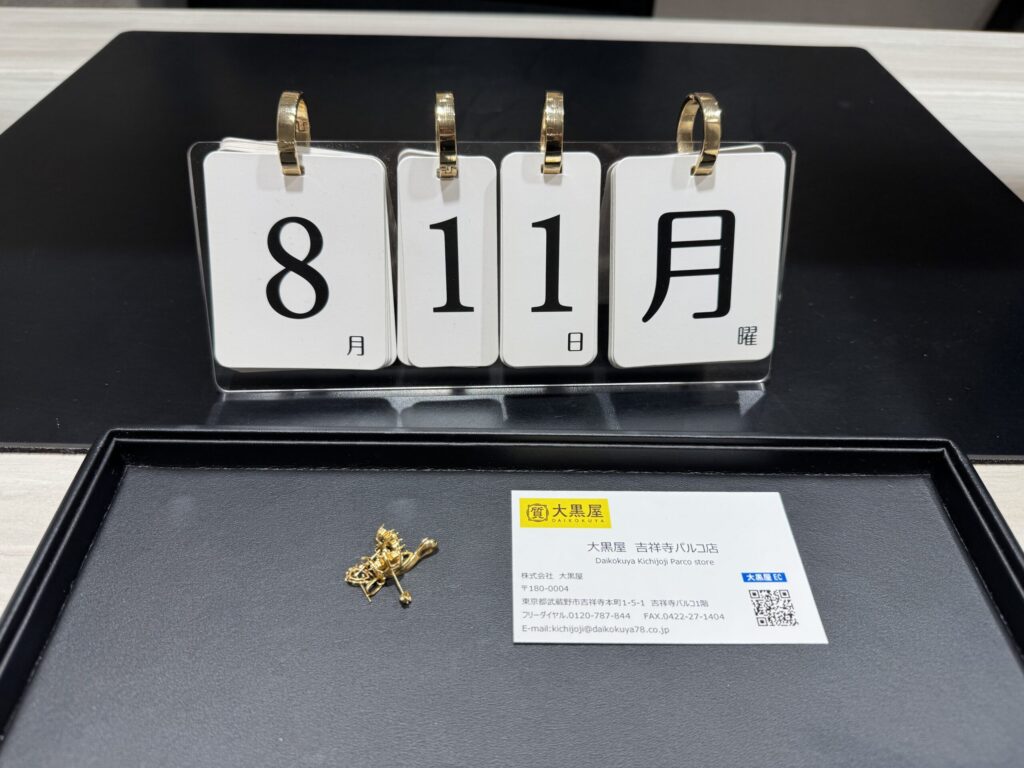 8月 11日 月曜
質 大黒屋
DAIKOKUYA
大黒屋 吉祥寺パルコ店
Daikokuya Kichijoji Parco store
株式会社 大黒屋
〒180-0004
東京都武蔵野市吉祥寺本町1-5-1 吉祥寺パルコ1階
フリーダイヤル.0120-787-844 FAX.0422-27-1404
E-mail:kichijoji@daikokuya78.co.jp
大黒屋 EC